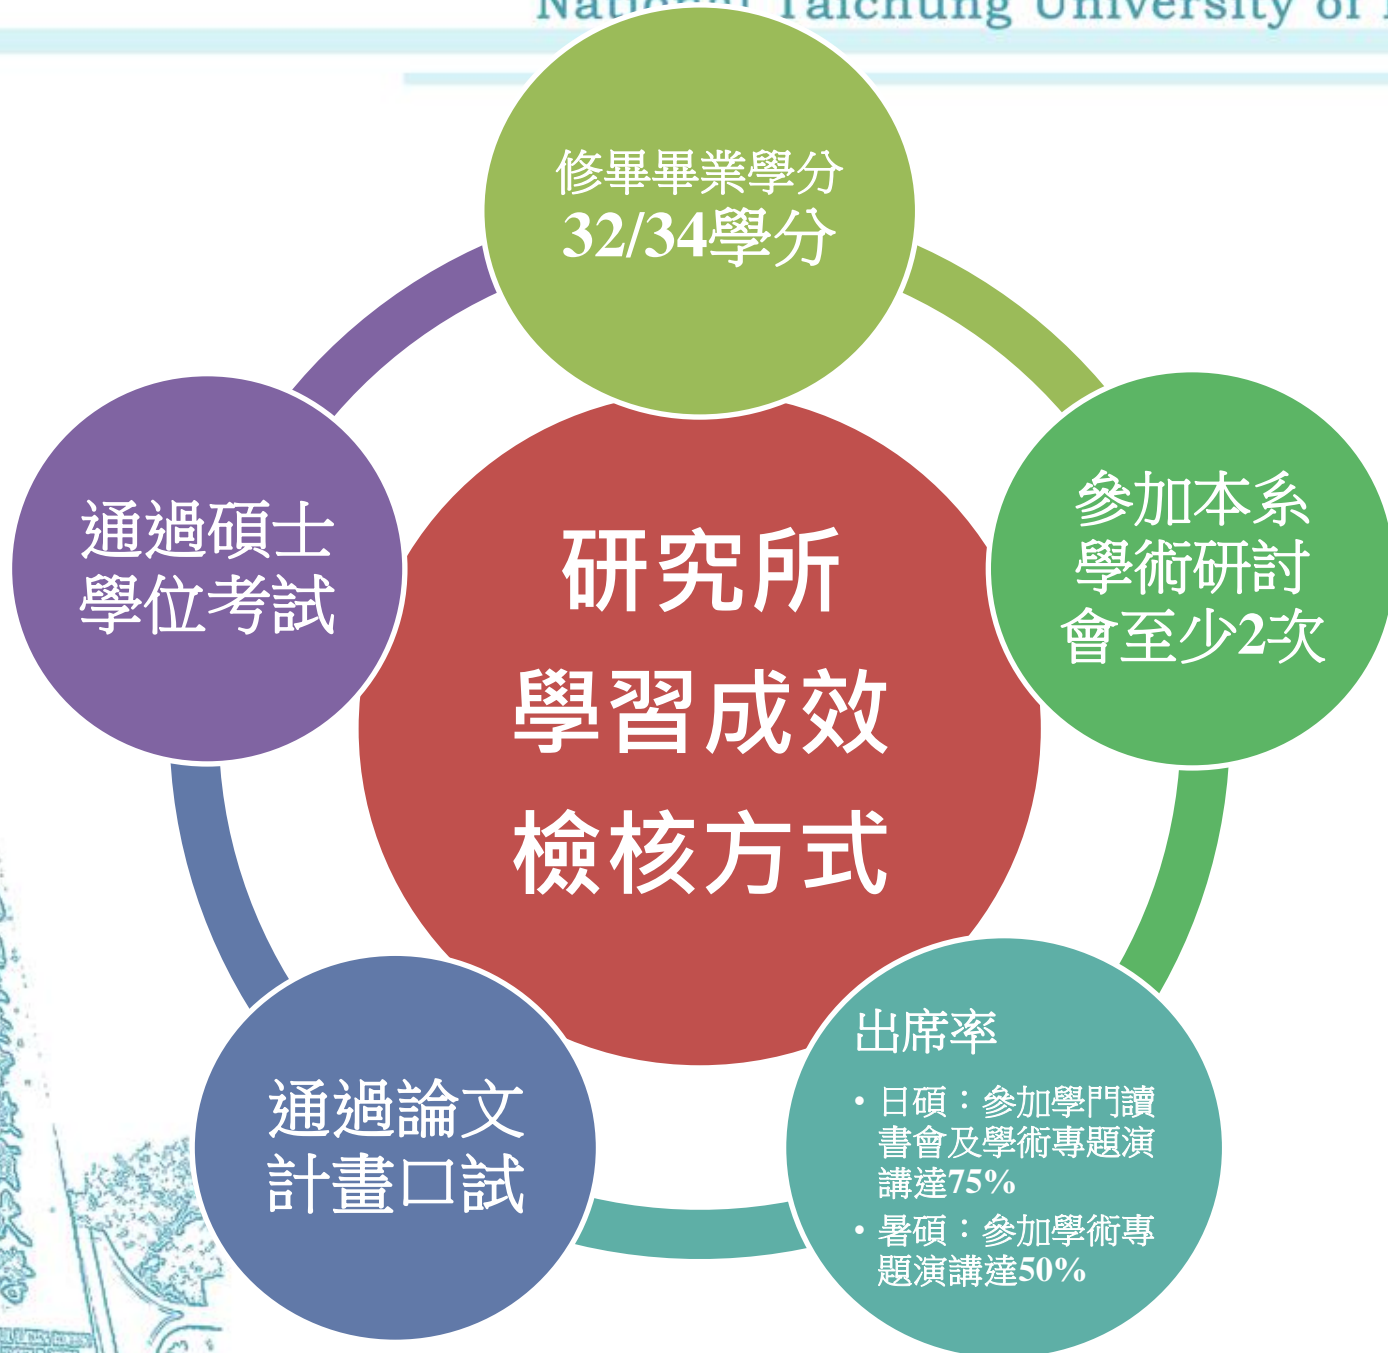 National Taichung University of
修畢畢業學分
32/34學分
參加本系
學術研討
會至少2次
出席率
• 日碩：參加學門讀
書會及學術專題演
講達75%
• 暑碩：參加學術專
題演講達50%
通過論文
計畫口試
通過碩士
學位考試
研究所
學習成效
檢核方式